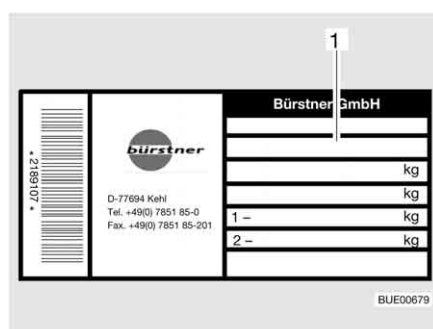 1
Bürstner GmbH
* 2189107 *
bürstner
kg
D-77694 Kehl
kg
Tel. +49(0) 7851 85-0
1 – kg
Fax. +49(0) 7851 85-201
2 – kg
BUE00679